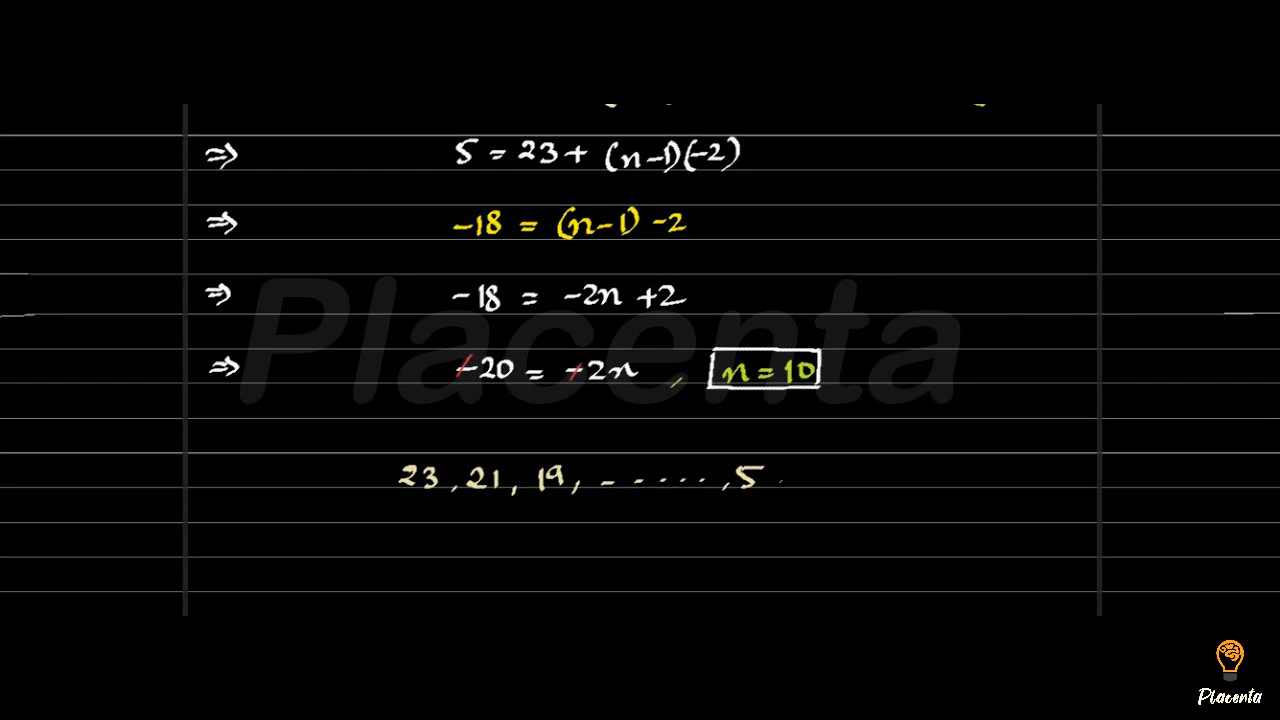 ⇒ 5 = 23 + (n-1)(-2)
⇒ -18 = (n-1) -2
⇒ -18 = -2n +2
⇒ -20 = -2n , n = 10
23, 21, 19, - - . . . . , 5
Placenta
Placenta